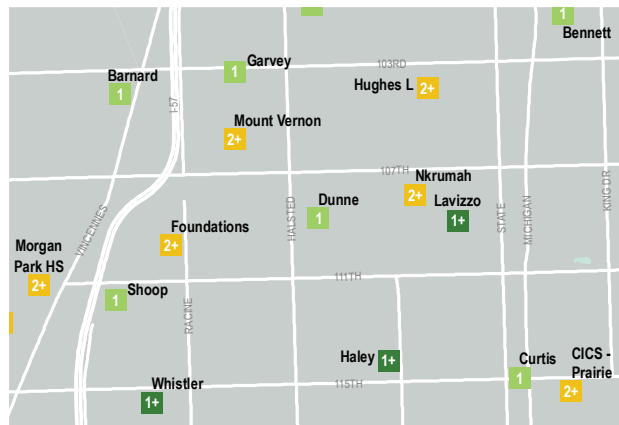 1
Bennett
Garvey
1
103RD
Barnard
1
Hughes L
2+
I-57
Mount Vernon
2+
107TH
Nkrumah
2+
Lavizzo
1+
KING DR
Dunne
1
HALSTED
STATE
MICHIGAN
VINCENNES
Foundations
2+
Morgan
Park HS
2+
111TH
Shoop
1
RACINE
Haley
1+
Curtis
1
CICS -
Prairie
2+
115TH
Whistler
1+